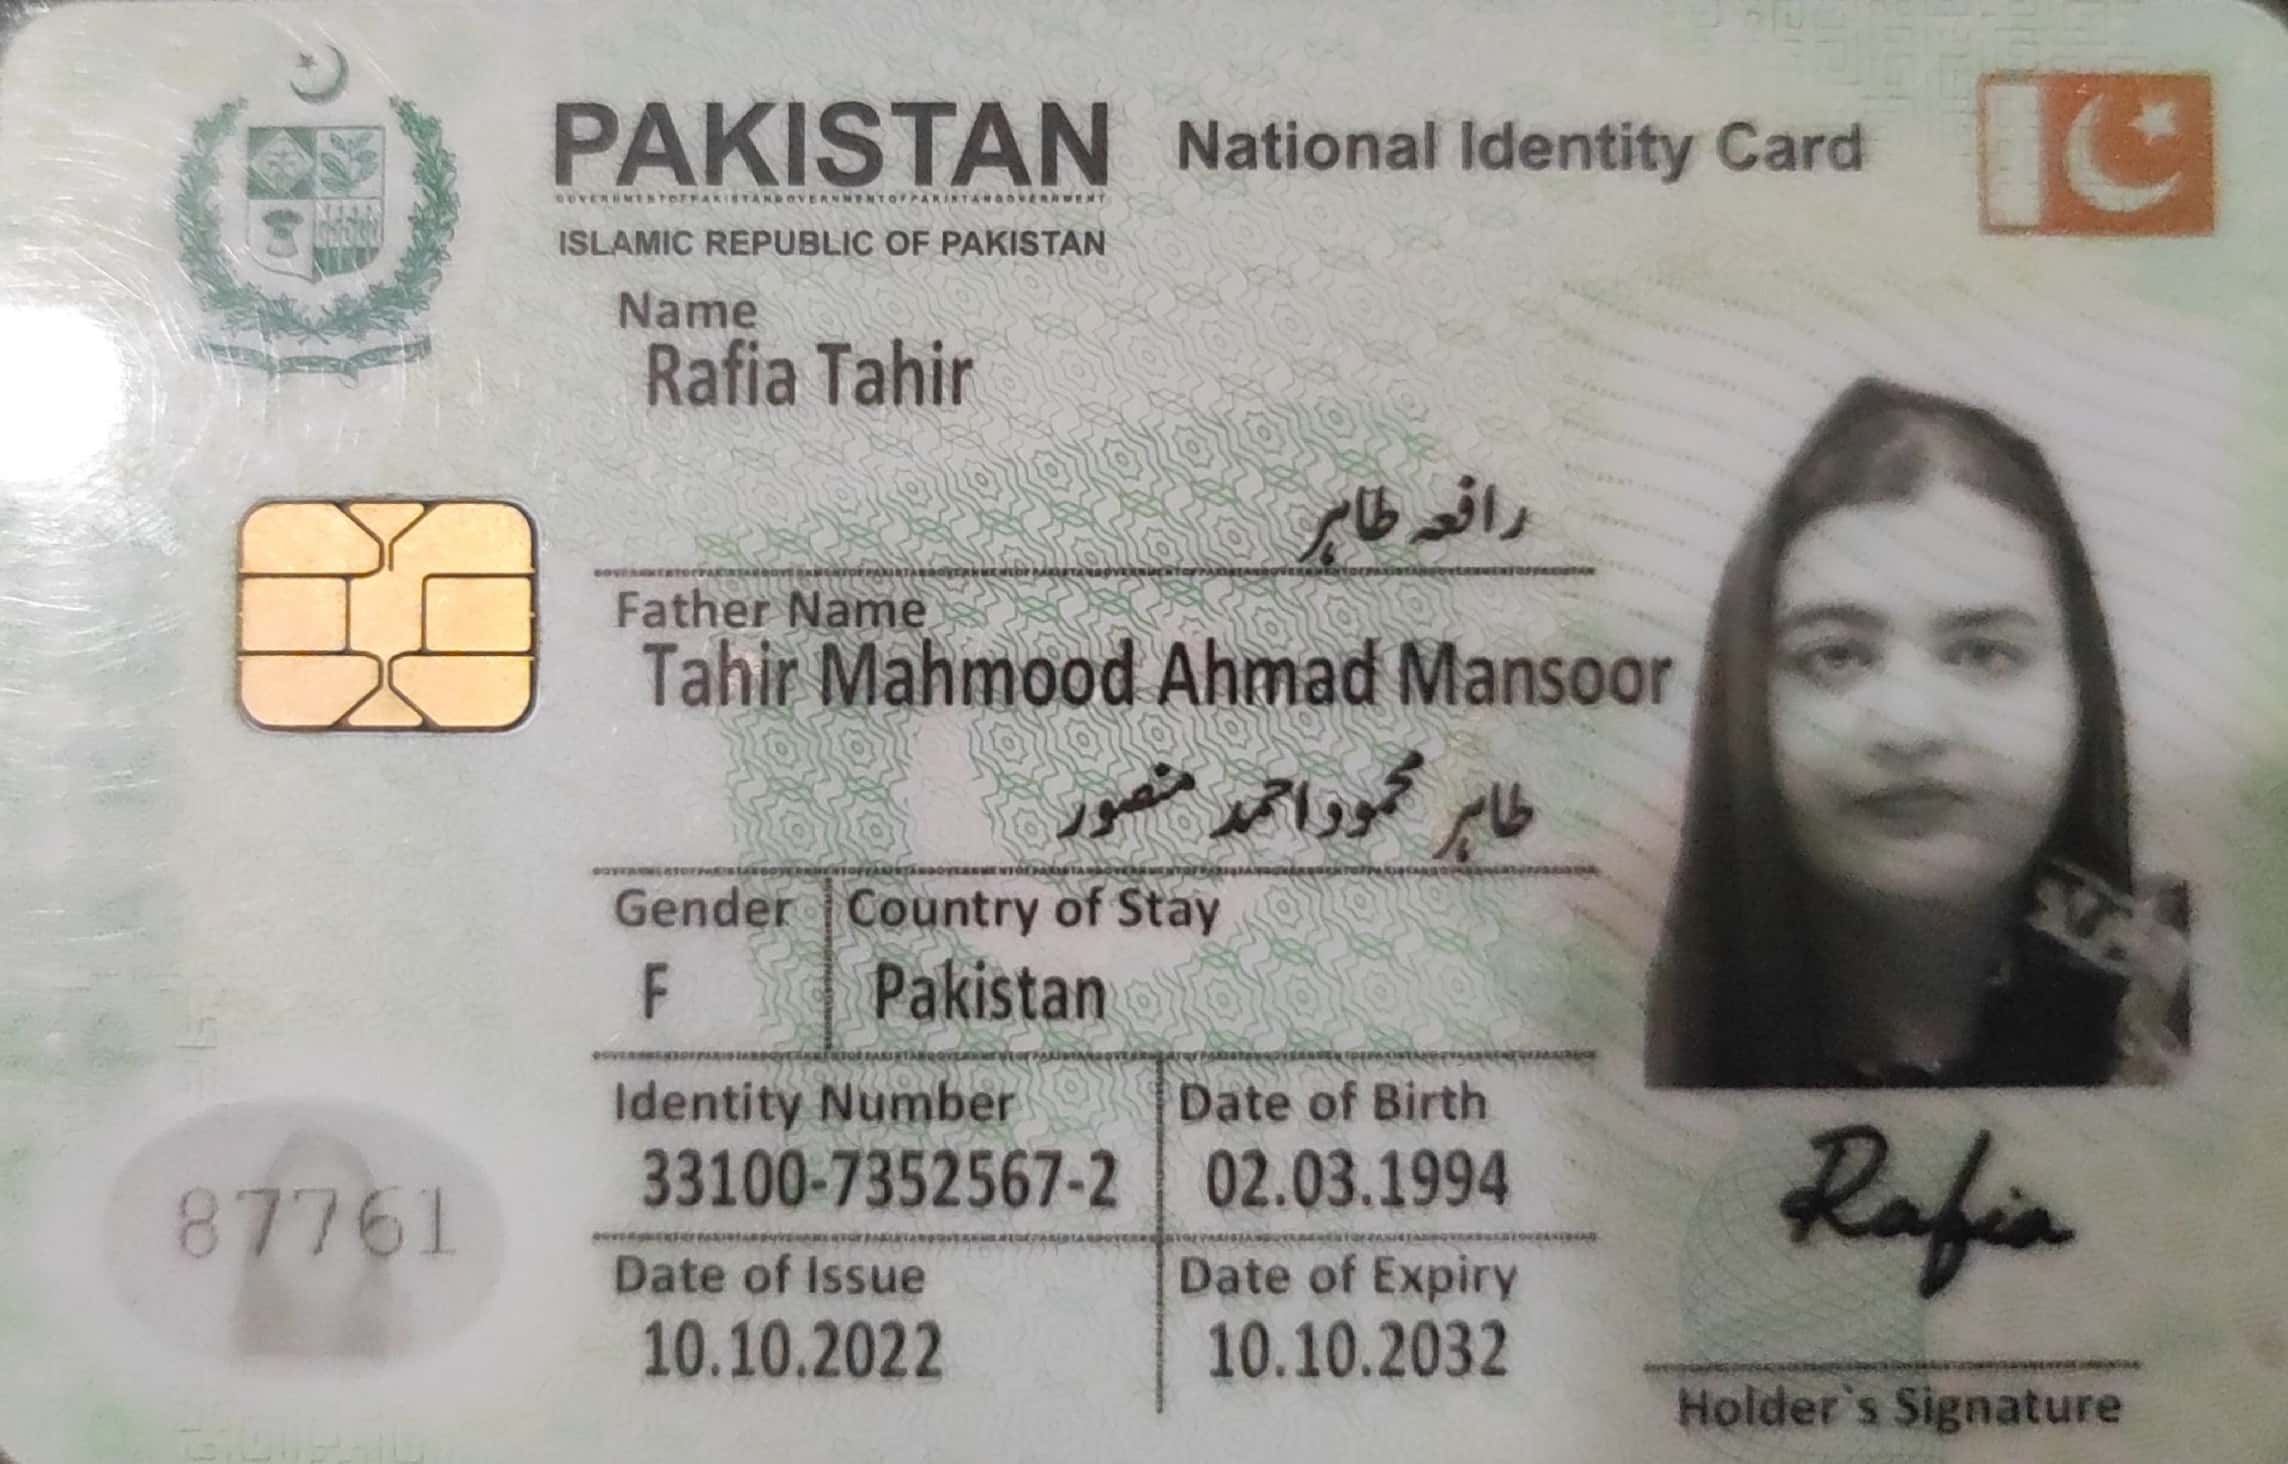 PAKISTAN National Identity Card
ISLAMIC REPUBLIC OF PAKISTAN
Name
Rafia Tahir
رافعہ طاہر
Father Name
Tahir Mahmood Ahmad Mansoor
طاہر محمود احمد منصور
Gender Country of Stay
F Pakistan
Identity Number Date of Birth
33100-7352567-2 02.03.1994
87761
Rafia
Date of Issue Date of Expiry
10.10.2022 10.10.2032
Holder`s Signature